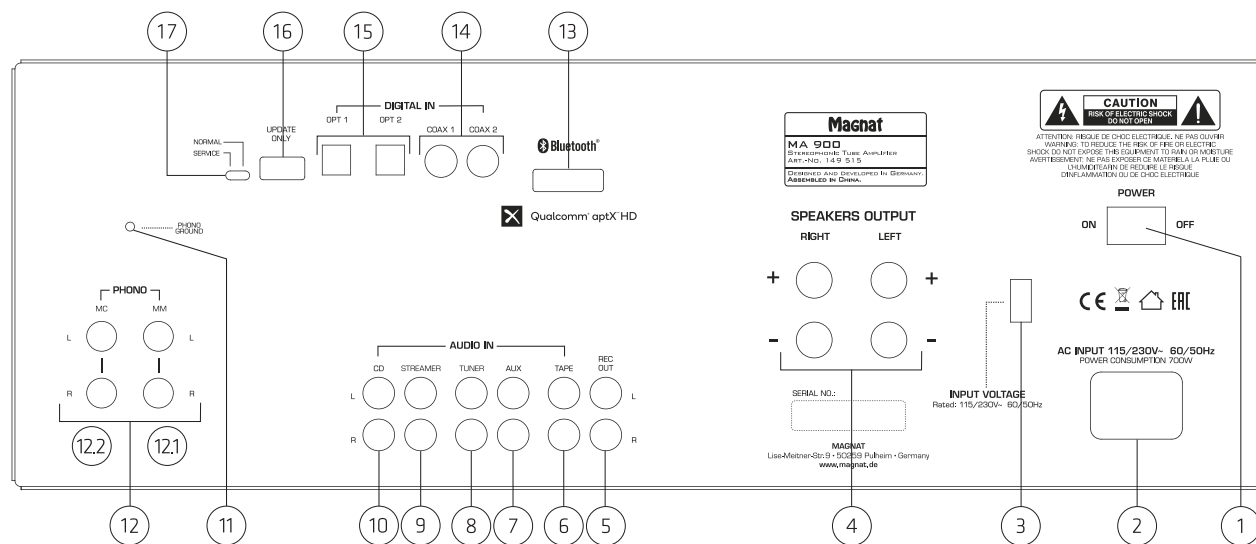 17
16
15
14
13
DIGITAL IN
OPT 1
OPT 2
COAX 1
COAX 2
UPDATE
ONLY
NORMAL
SERVICE
Bluetooth®
Qualcomm® aptX™ HD
PHONO
GROUND
PHONO
MC
MM
L
L
R
R
12.2
12.1
AUDIO IN
CD
STREAMER
TUNER
AUX
TAPE
REC
OUT
L
L
R
R
Magnat
MA 900
Stereophonic Tube Amplifier
Art.-No. 149 515
Designed and Developed In Germany.
Assembled in China.
SPEAKERS OUTPUT
RIGHT
LEFT
+
+
-
-
SERIAL NO.:
MAGNAT
Lise-Meitner-Str. 9 • 50259 Pulheim • Germany
www.magnat.de
INPUT VOLTAGE
Rated: 115/230V~ 60/50Hz
CAUTION
RISK OF ELECTRIC SHOCK
DO NOT OPEN
ATTENTION: RISQUE DE CHOC ELECTRIQUE. NE PAS OUVRIR
WARNING: TO REDUCE THE RISK OF FIRE OR ELECTRIC
SHOCK DO NOT EXPOSE THIS EQUIPMENT TO RAIN OR MOISTURE
AVERTISSEMENT: NE PAS EXPOSER CE MATERIELA LA PLUIE OU
L'HUMIDITEAFIN DE REDUIRE LE RISQUE
D'INFLAMMATION OU DE CHOC ELECTRIQUE
POWER
ON
OFF
CE
EAC
AC INPUT 115/230V~ 60/50Hz
POWER CONSUMPTION 700W
12
11
10
9
8
7
6
5
4
3
2
1